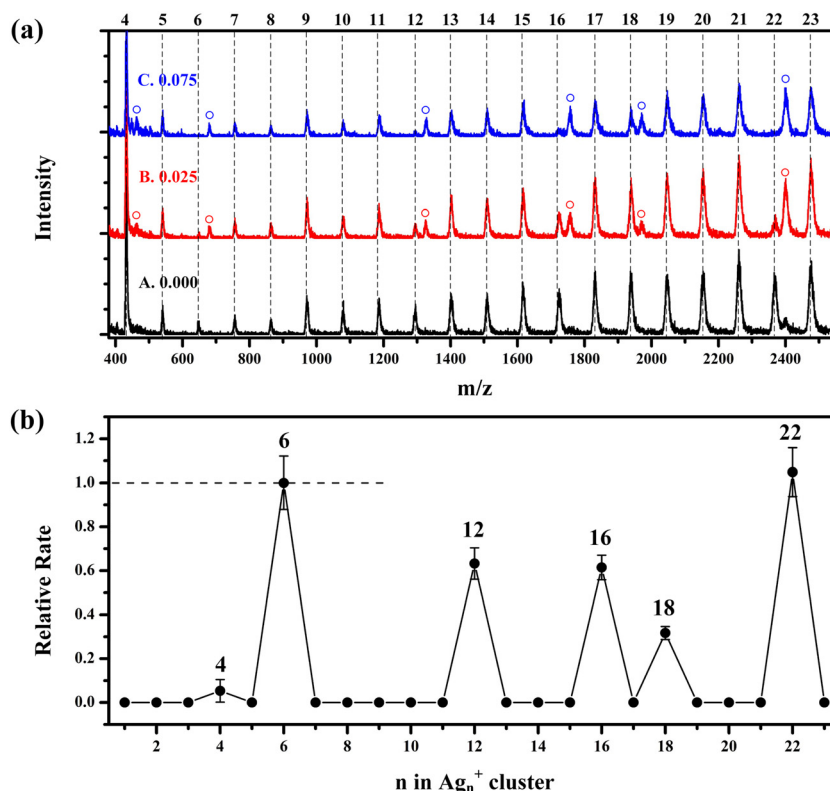 (a)
4 5 6 7 8 9 10 11 12 13 14 15 16 17 18 19 20 21 22 23
C. 0.075
B. 0.025
A. 0.000
Intensity
400 600 800 1000 1200 1400 1600 1800 2000 2200 2400
m/z
(b)
1.2
1.0
0.8
0.6
0.4
0.2
0.0
Relative Rate
4
6
12
16
18
22
2 4 6 8 10 12 14 16 18 20 22
n in Agn+ cluster